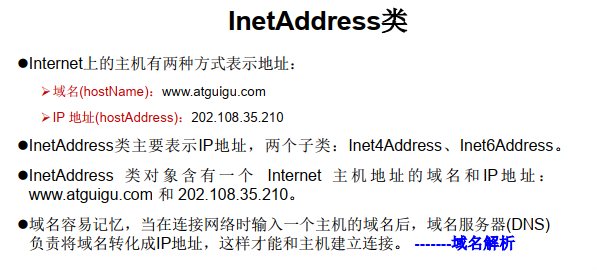 InetAddress类
●Internet上的主机有两种方式表示地址：
➢域名(hostName)：www.atguigu.com
➢IP 地址(hostAddress)：202.108.35.210
●InetAddress类主要表示IP地址，两个子类：Inet4Address、Inet6Address。
●InetAddress 类对象含有一个 Internet 主机地址的域名和IP地址：
www.atguigu.com 和 202.108.35.210。
●域名容易记忆，当在连接网络时输入一个主机的域名后，域名服务器(DNS)
负责将域名转化成IP地址，这样才能和主机建立连接。 -------域名解析